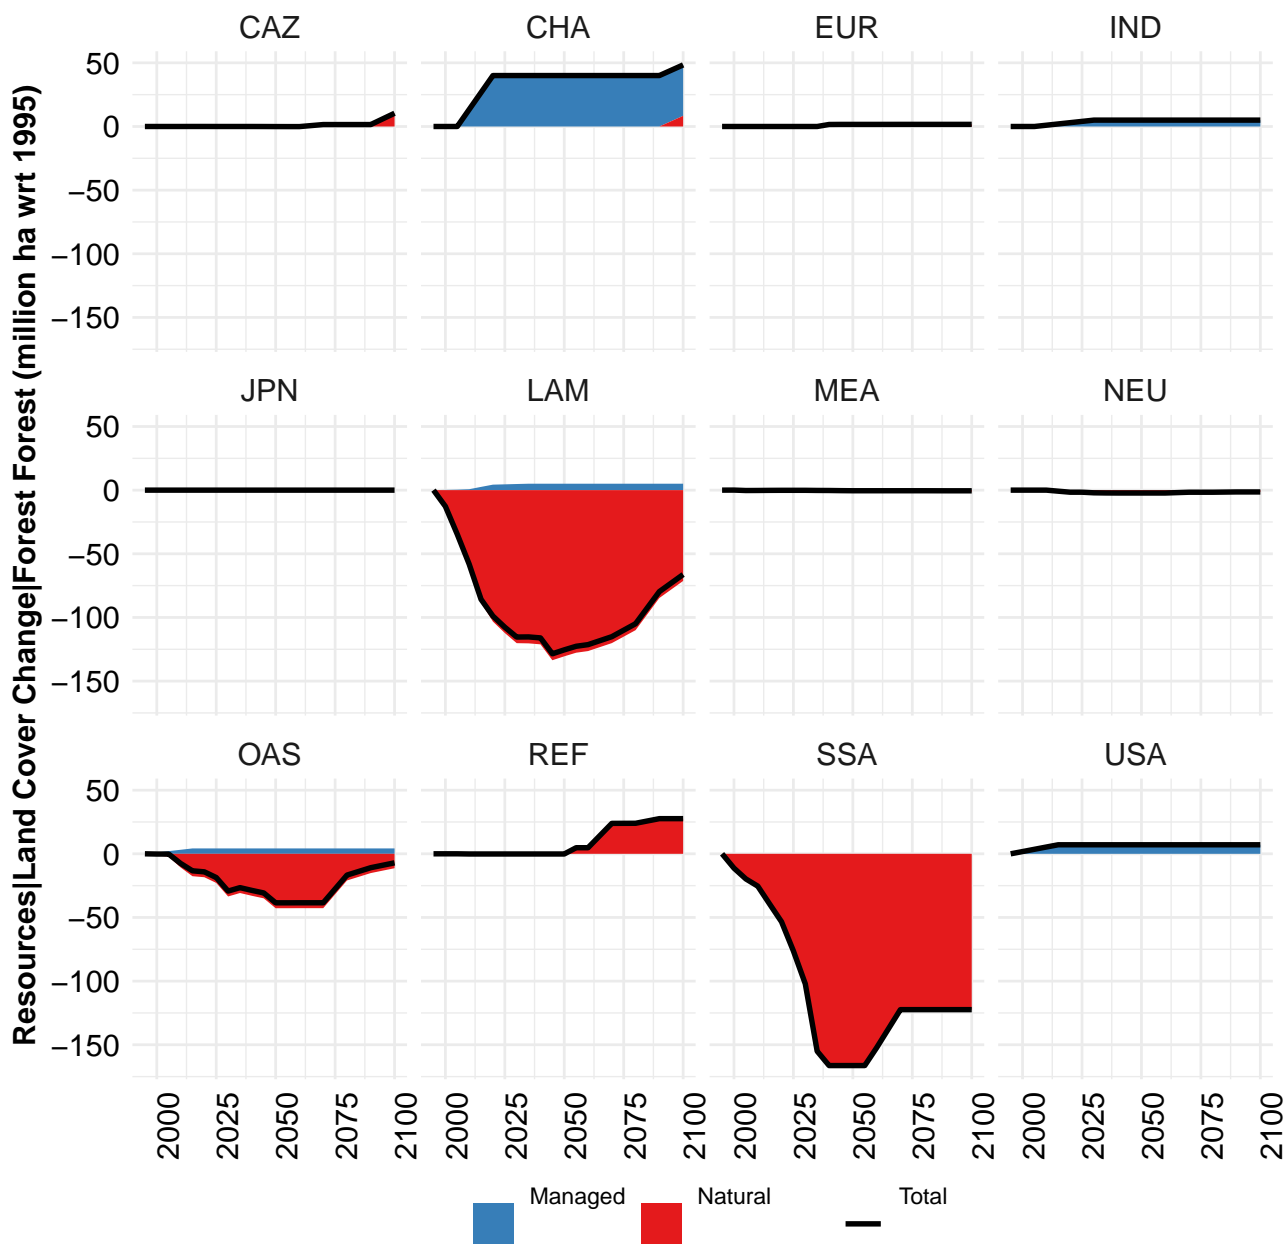 Resources|Land Cover Change|Forest Forest (million ha wrt 1995)
CAZ CHA EUR IND
50
0
−50
−100
−150
JPN LAM MEA NEU
50
0
−50
−100
−150
OAS REF SSA USA
50
0
−50
−100
−150
2000 2025 2050 2075 2100 2000 2025 2050 2075 2100 2000 2025 2050 2075 2100 2000 2025 2050 2075 2100
Managed Natural Total